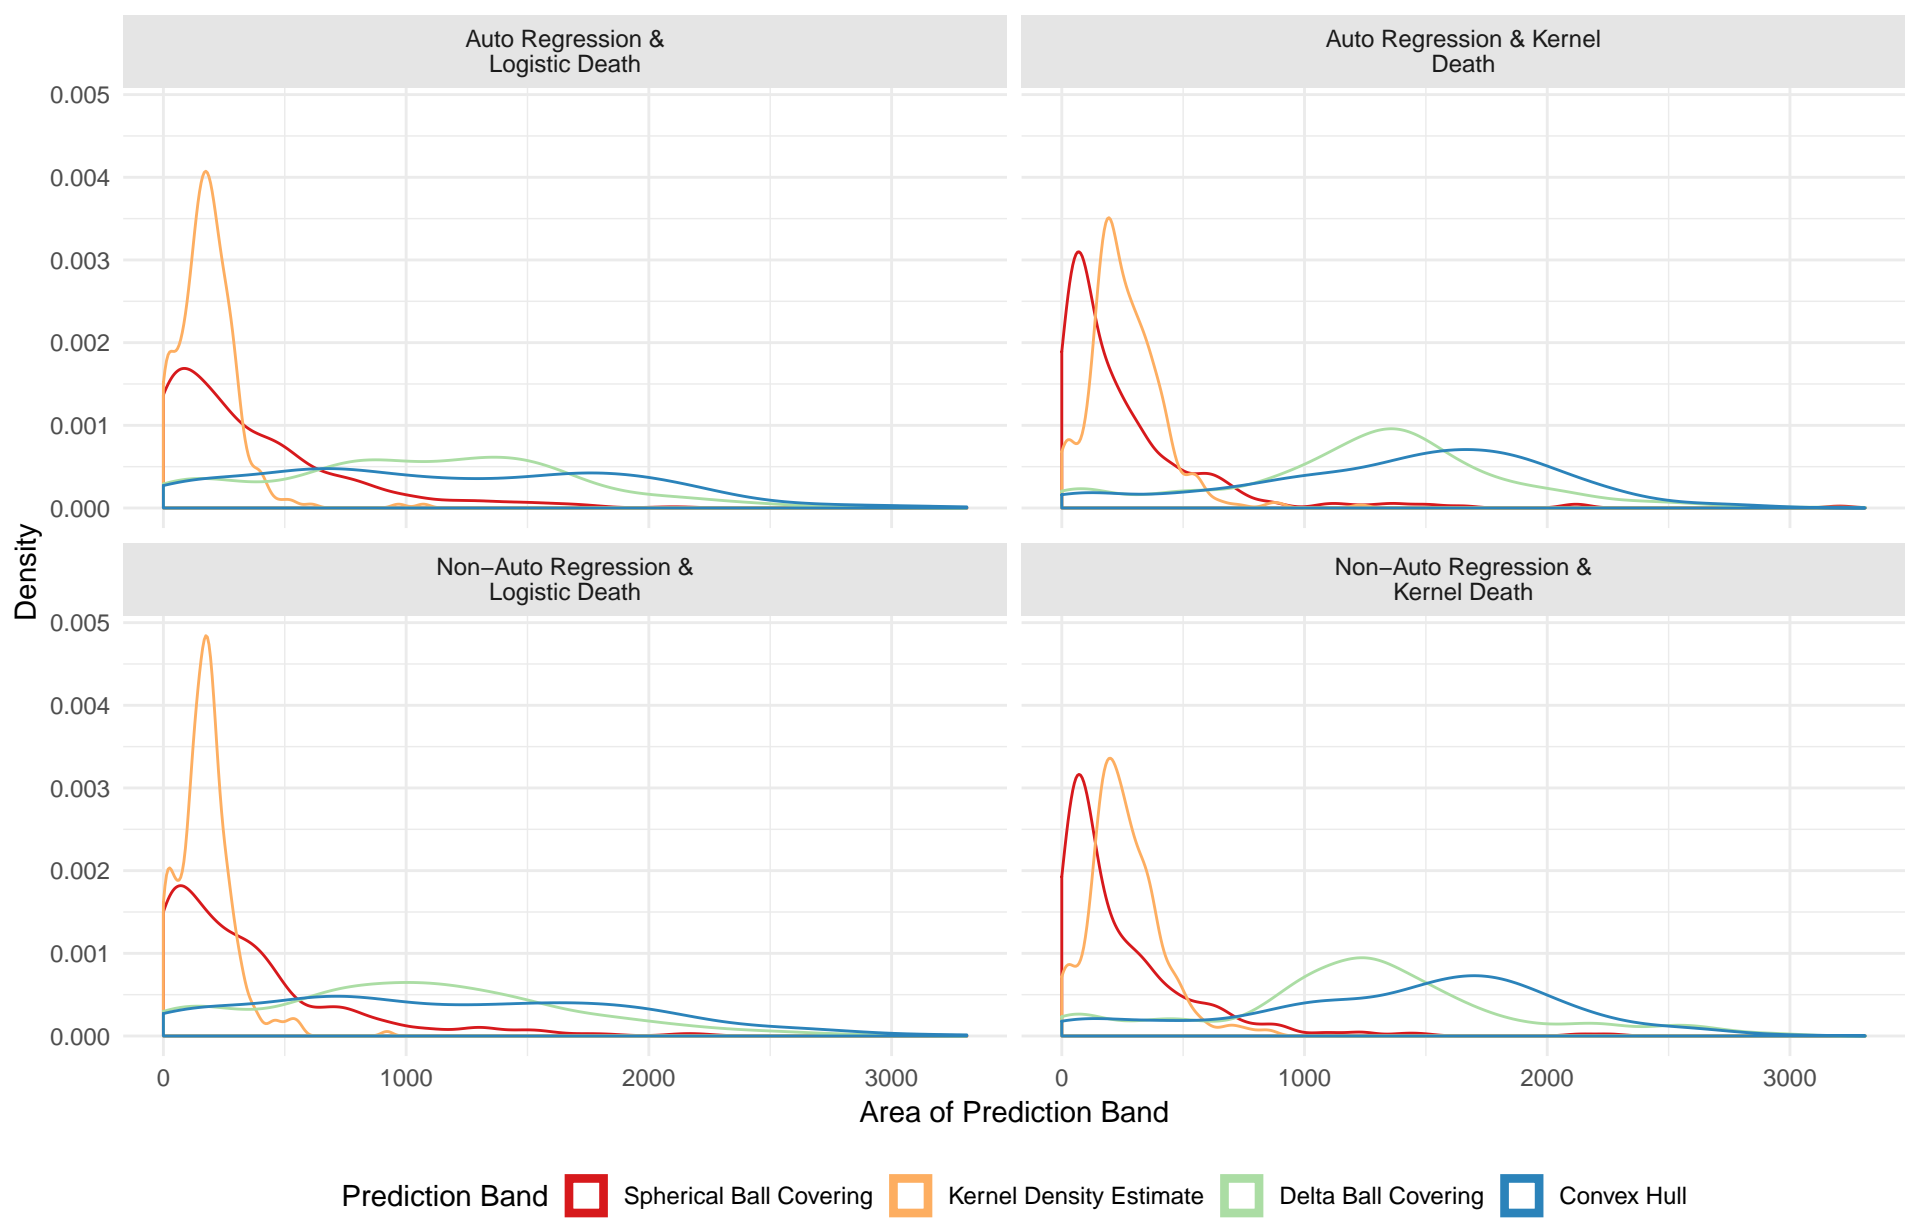 Auto Regression &
Logistic Death
Auto Regression & Kernel
Death
0.005
0.004
0.003
0.002
0.001
0.000
Non−Auto Regression &
Logistic Death
Non−Auto Regression &
Kernel Death
0.005
0.004
0.003
0.002
0.001
0.000
0 1000 2000 3000
0 1000 2000 3000
Density
Area of Prediction Band
Prediction Band Spherical Ball Covering Kernel Density Estimate Delta Ball Covering Convex Hull